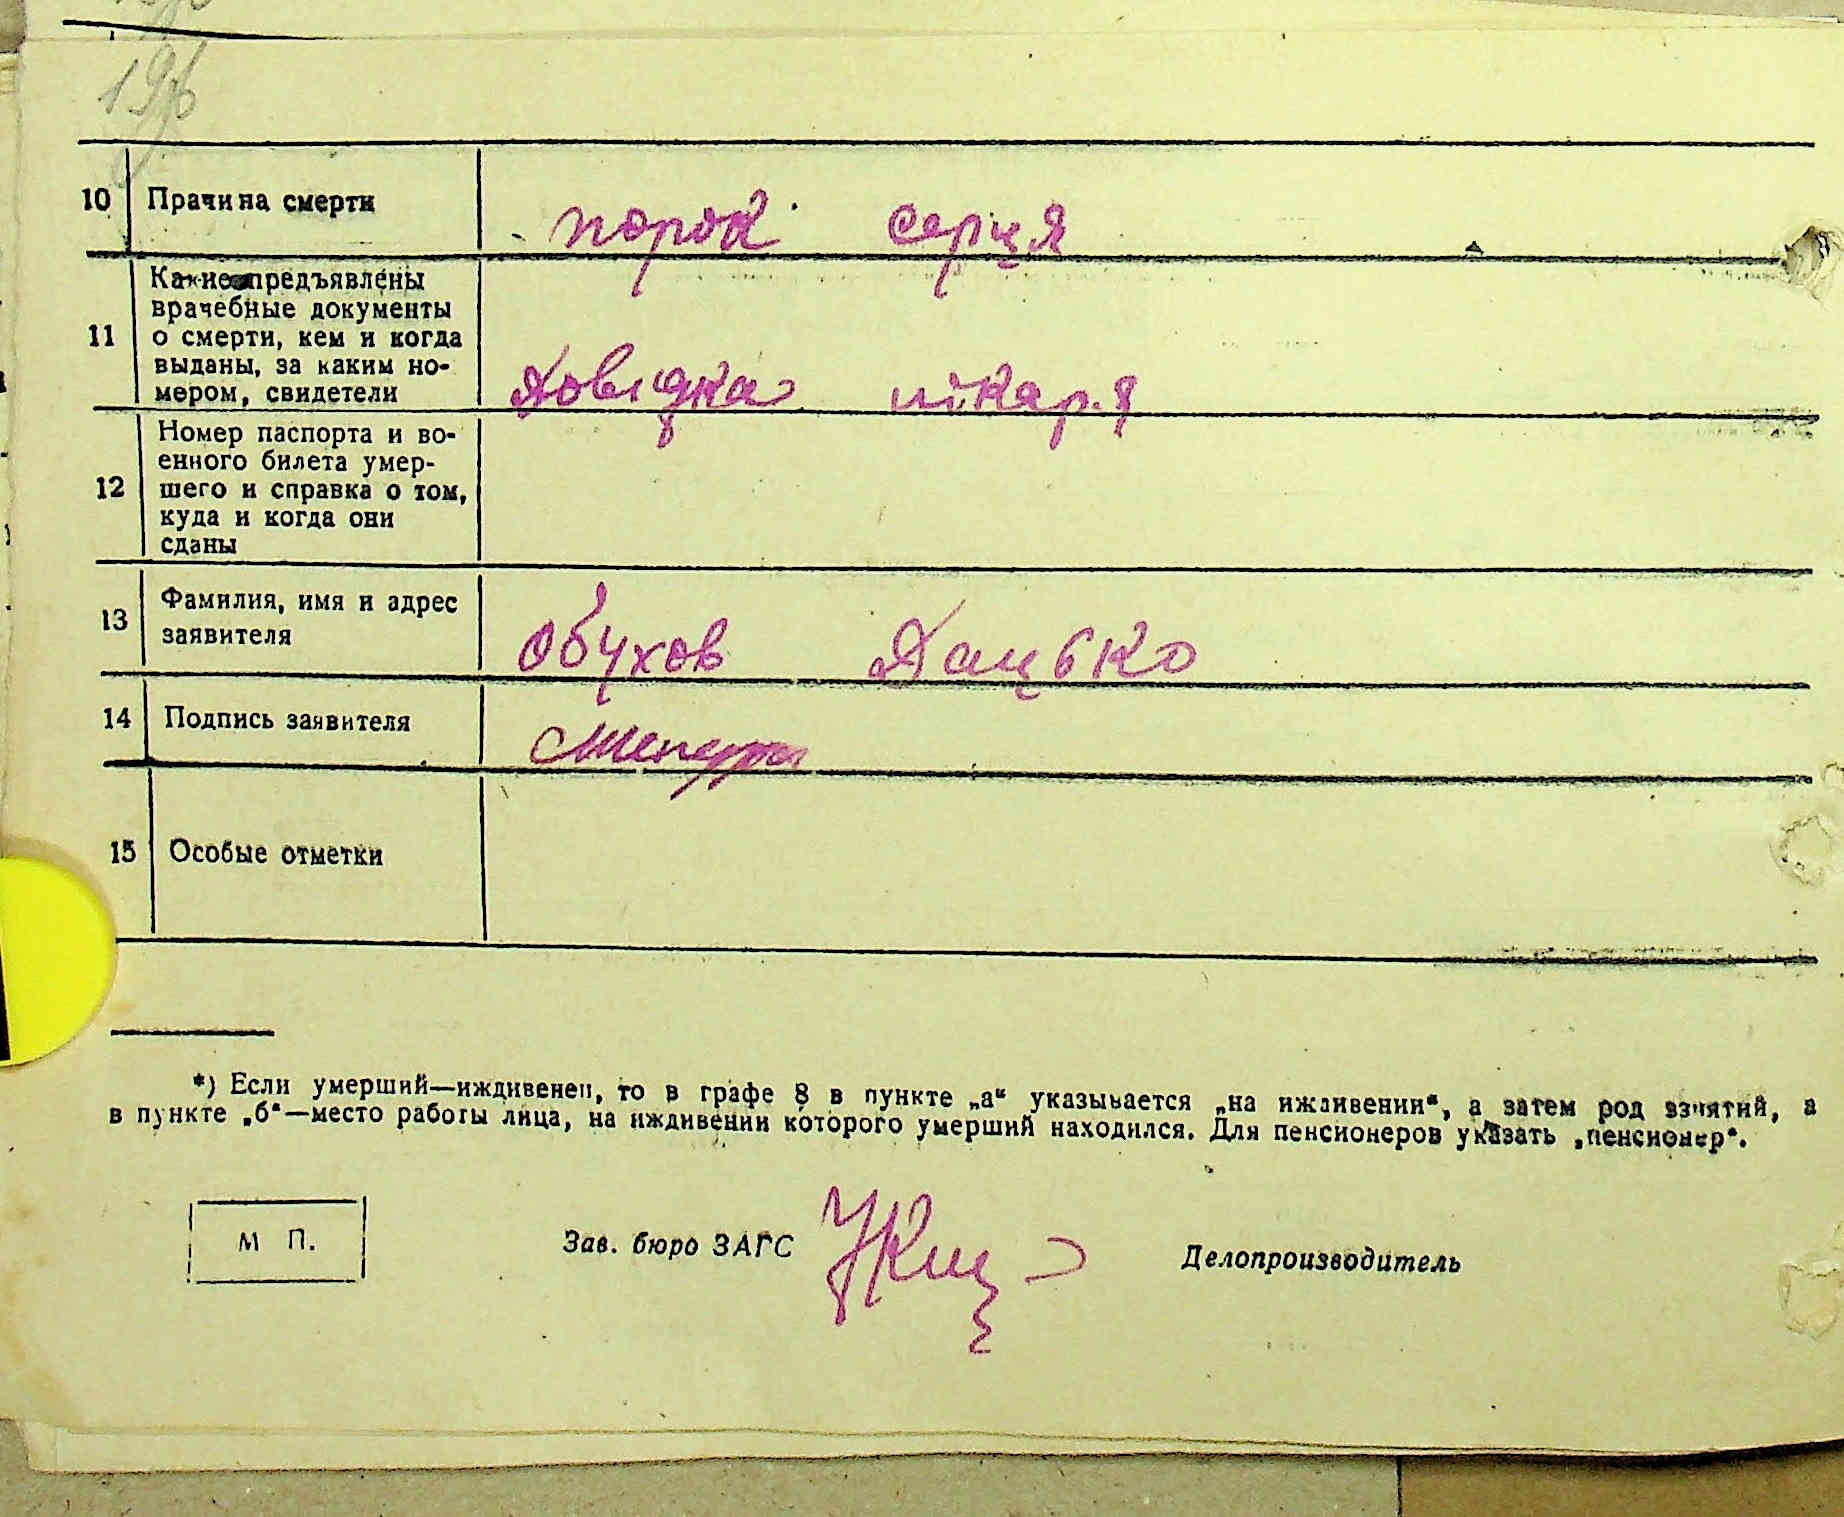 10 Причина смерти порок серця
11 Какие предъявлены
врачебные документы
о смерти, кем и когда
выданы, за каким но-
мером, свидетели Довідка лікаря
12 Номер паспорта и во-
енного билета умер-
шего и справка о том,
куда и когда они
сданы
13 Фамилия, имя и адрес
заявителя Обухов Дацько
14 Подпись заявителя
15 Особые отметки
*) Если умерший—иждивенец, то в графе 8 в пункте „а“ указывается „на иждивении“, а затем род занятий, а
в пункте „б“—место работы лица, на иждивении которого умерший находился. Для пенсионеров указать „пенсионер“.
М П. Зав. бюро ЗАГС Делопроизводитель